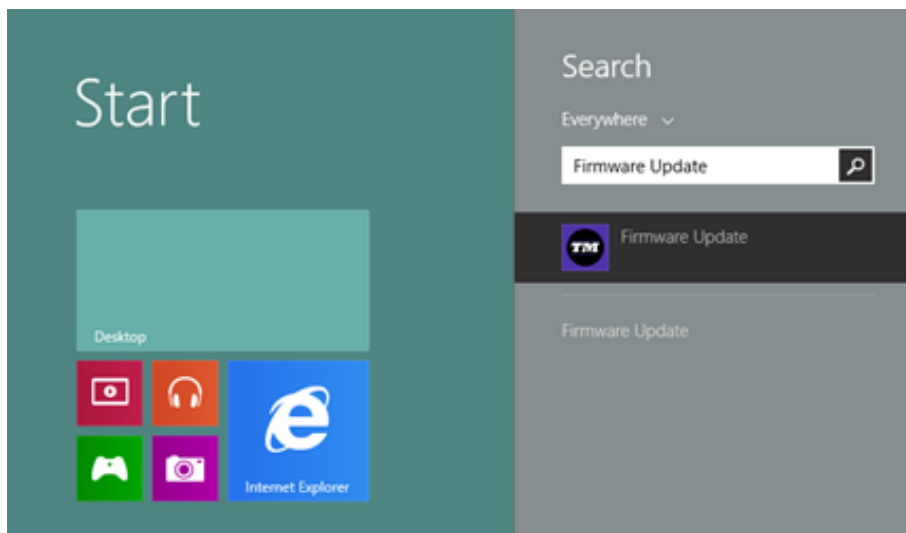 Start
Desktop
Internet Explorer
Search
Everywhere
Firmware Update
TM
Firmware Update
Firmware Update